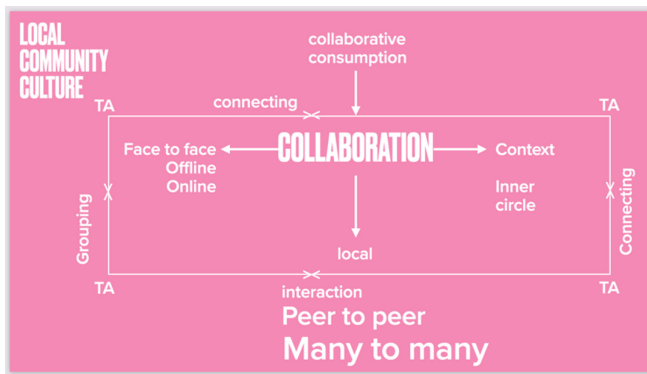 LOCAL
COMMUNITY
CULTURE
collaborative
consumption
TA
connecting
TA
Face to face
Offline
Online
COLLABORATION
Context
Inner
circle
Grouping
Connecting
local
TA
interaction
TA
Peer to peer
Many to many